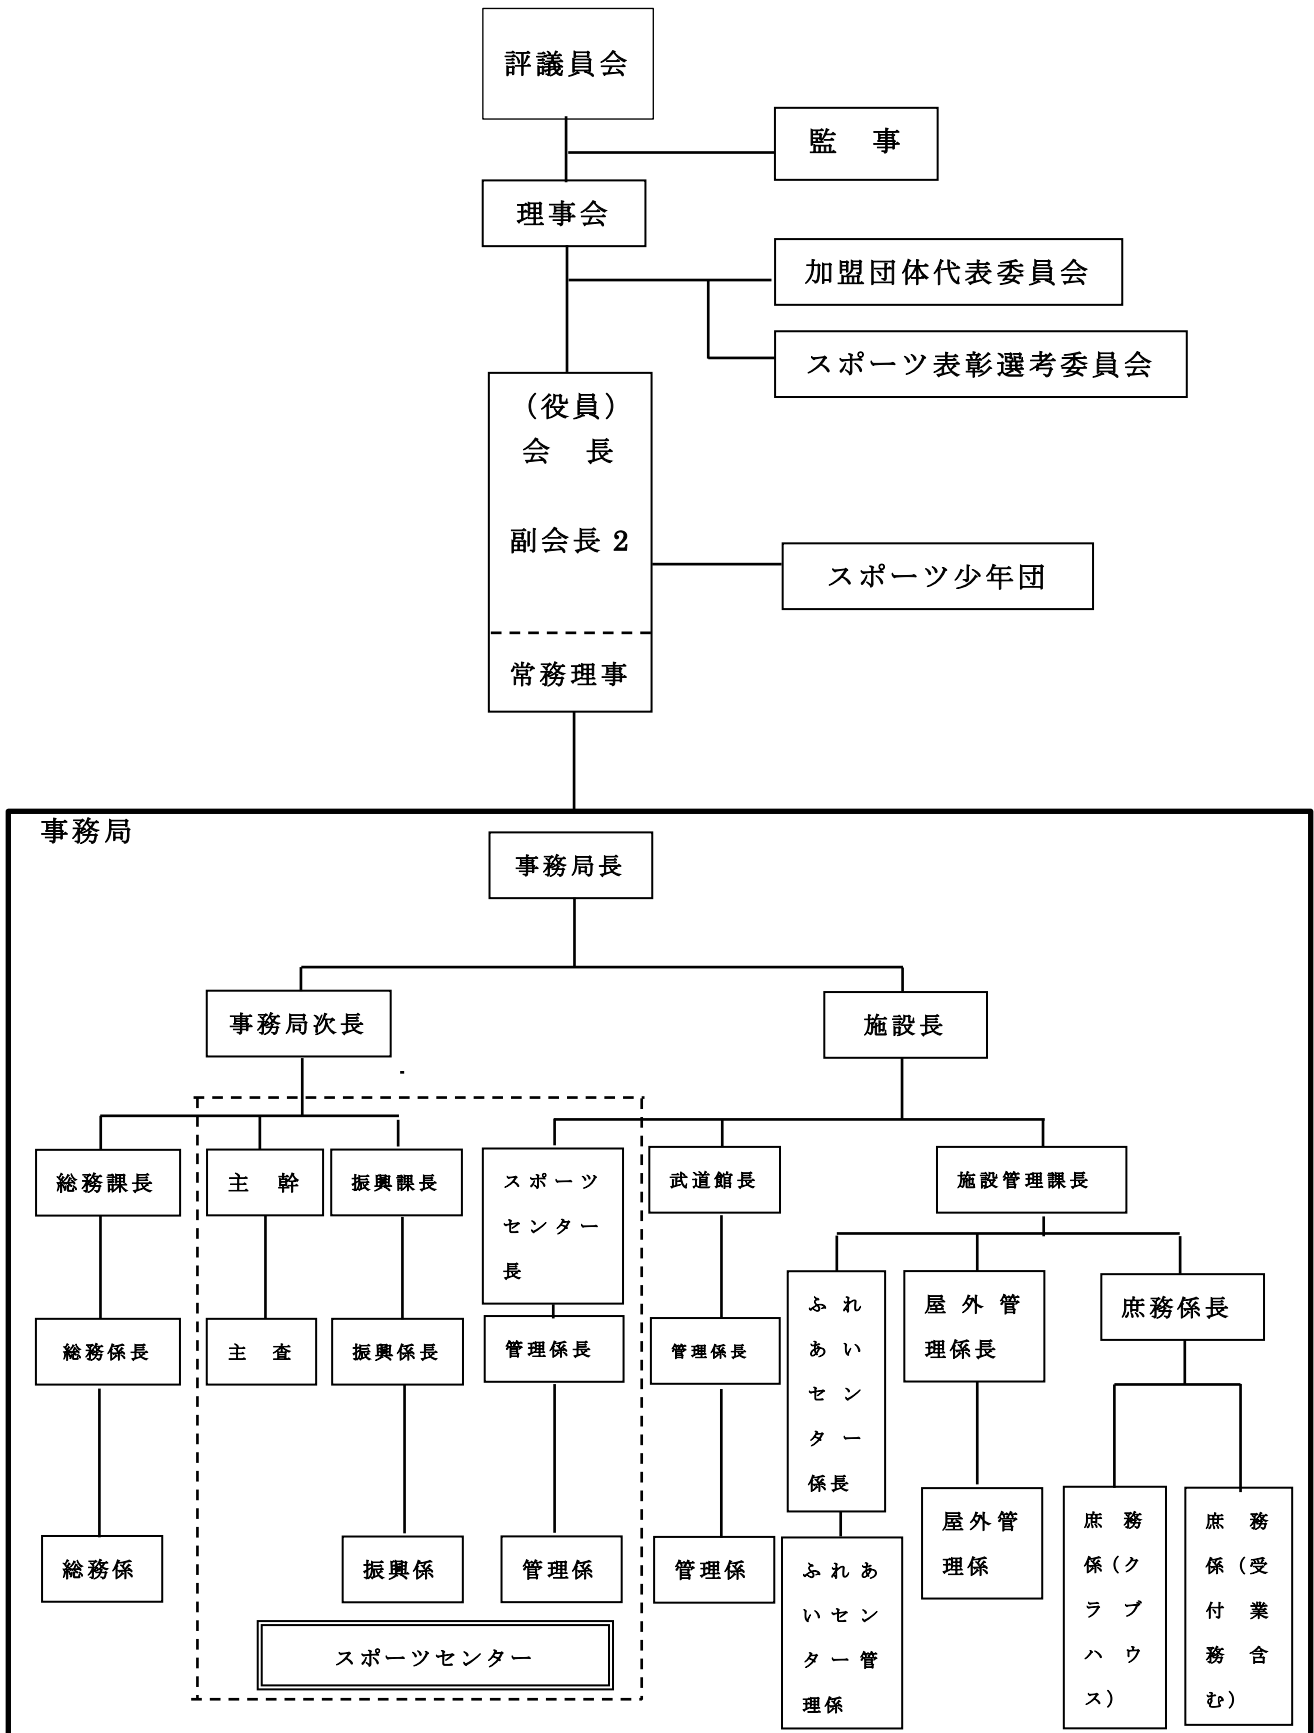 評議員会
監　事
理事会
加盟団体代表委員会
スポーツ表彰選考委員会
（役員）
会　長
副会長 2
常務理事
スポーツ少年団
事務局
事務局長
事務局次長
施設長
総務課長
主　幹
振興課長
スポーツ
センター
長
武道館長
施設管理課長
総務係長
主　査
振興係長
管理係長
管理係長
ふれ
あい
セン
ター
係長
屋外管
理係長
庶務係長
総務係
振興係
管理係
管理係
ふれあ
いセン
ター管
理係
屋外管
理係
庶務
係（ク
ラブ
ハウ
ス）
庶務
係（受
付業
務含
む）
スポーツセンター